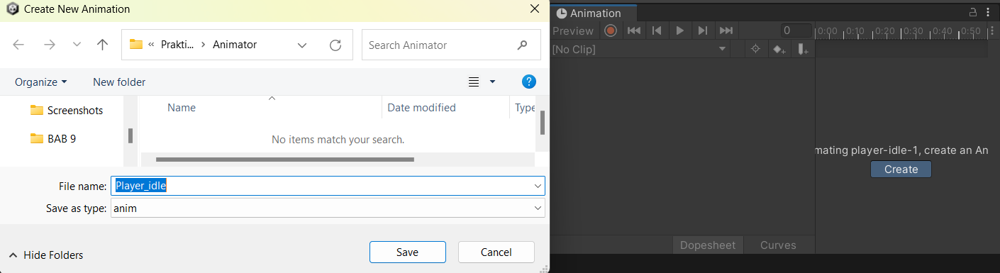 Create New Animation
« Prakti... > Animator
Search Animator
Organize
New folder
Screenshots
BAB 9
Name
Date modified
Type
No items match your search.
File name: Player_idle
Save as type: anim
Hide Folders
Save
Cancel
Animation
Preview
0
0:00
0:10
0:20
0:30
0:40
0:50
[No Clip]
mating player-idle-1, create an An
Create
Dopesheet
Curves